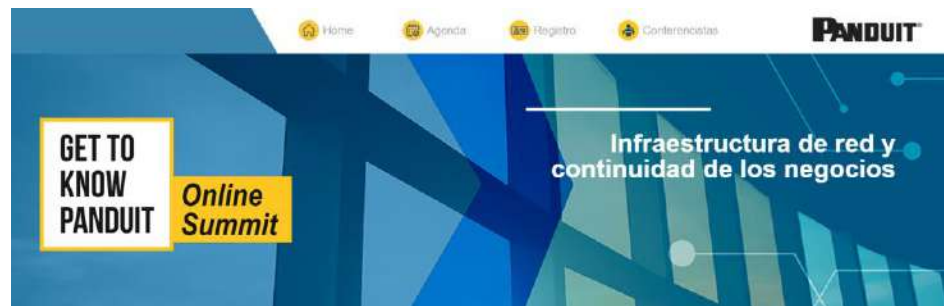 Home
Agenda
Registro
Conferencistas
PANDUIT
GET TO
KNOW
PANDUIT
Online
Summit
Infraestructura de red y
continuidad de los negocios